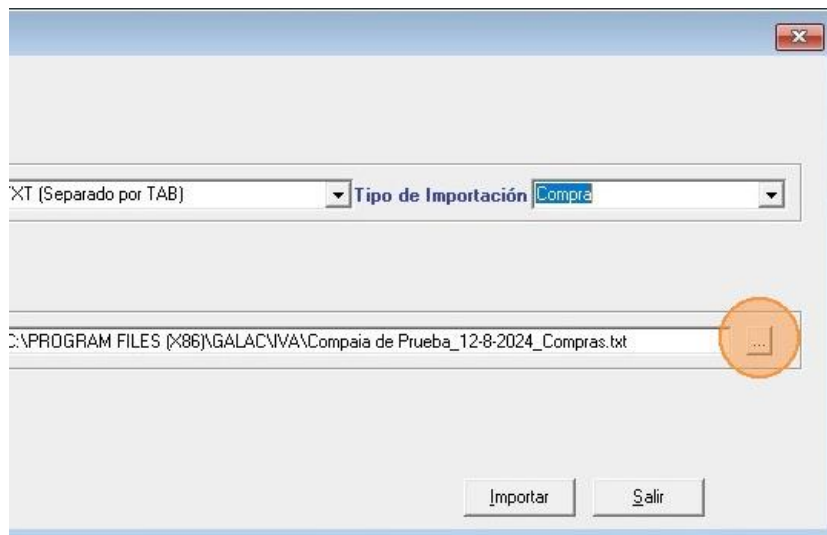 XT (Separado por TAB) Tipo de Importación Compra
:\PROGRAM FILES (X86)\GALAC\IVA\Compaia de Prueba_12-8-2024_Compras.txt ...
Importar Salir